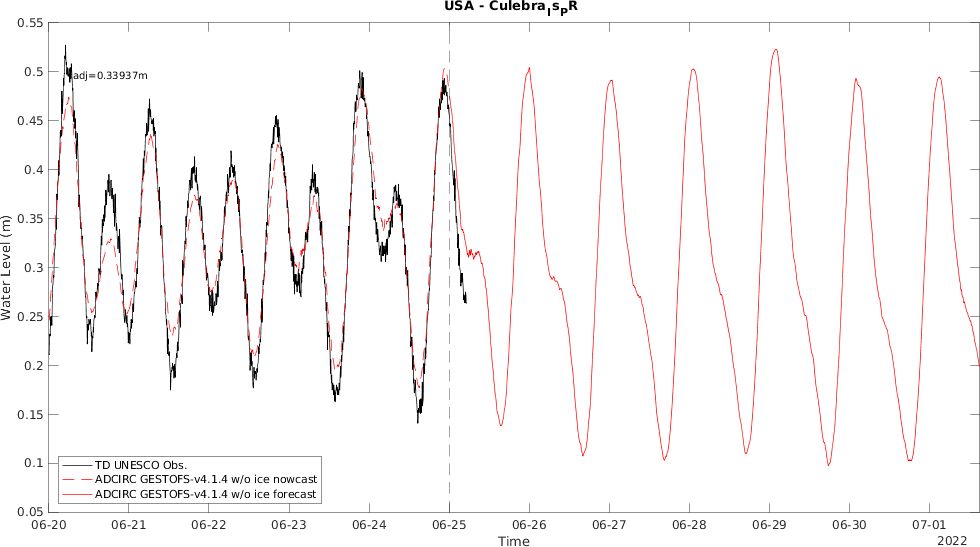 USA - CulebraIsPR
Water Level (m)
0.55
0.5
0.45
0.4
0.35
0.3
0.25
0.2
0.15
0.1
0.05
adj=0.33937m
TD UNESCO Obs.
ADCIRC GESTOFS-v4.1.4 w/o ice nowcast
ADCIRC GESTOFS-v4.1.4 w/o ice forecast
06-20 06-21 06-22 06-23 06-24 06-25 06-26 06-27 06-28 06-29 06-30 07-01
Time
2022